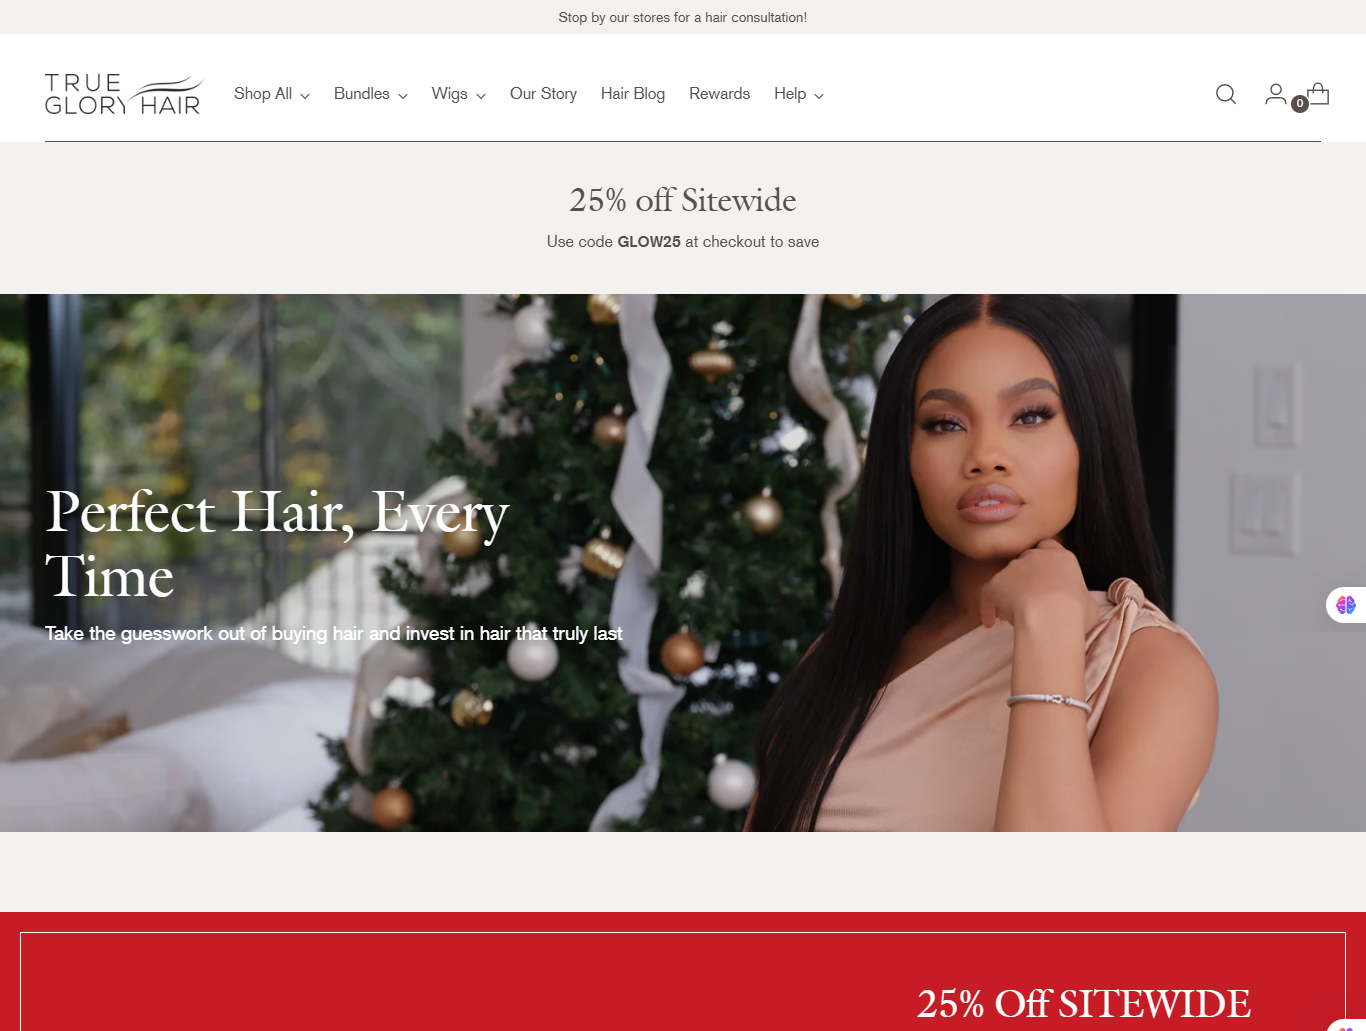 Stop by our stores for a hair consultation!
TRUE
GLORY HAIR
Shop All
Bundles
Wigs
Our Story
Hair Blog
Rewards
Help
0
25% off Sitewide
Use code GLOW25 at checkout to save
Perfect Hair, Every
Time
Take the guesswork out of buying hair and invest in hair that truly last
25% Off SITEWIDE